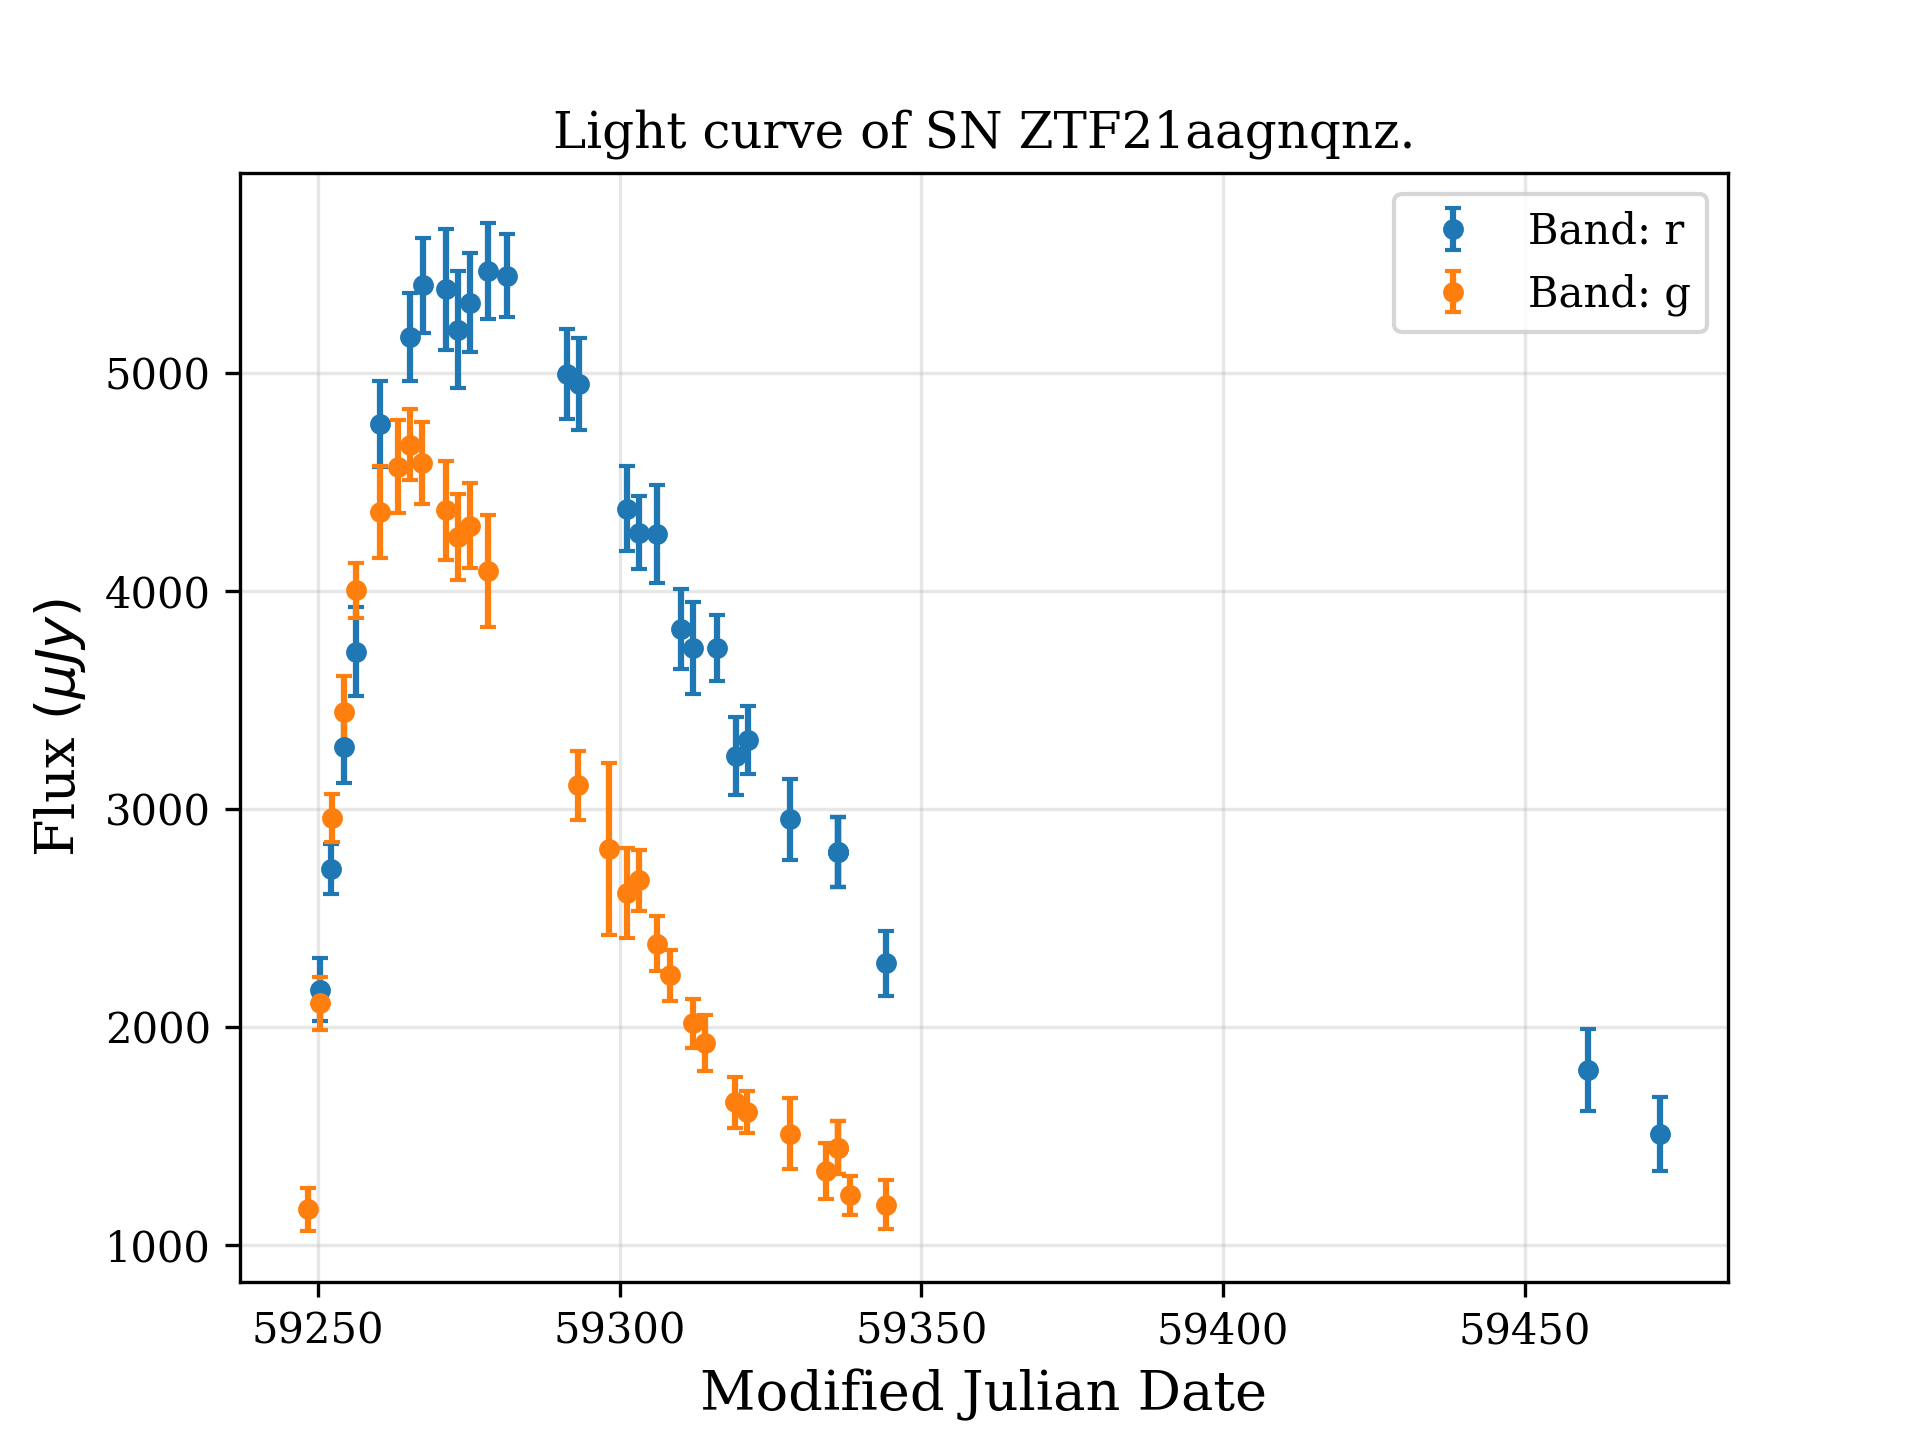 Light curve of SN ZTF21aagnqnz.
Band: r
Band: g
5000
4000
3000
2000
1000
Flux (μJy)
59250 59300 59350 59400 59450
Modified Julian Date